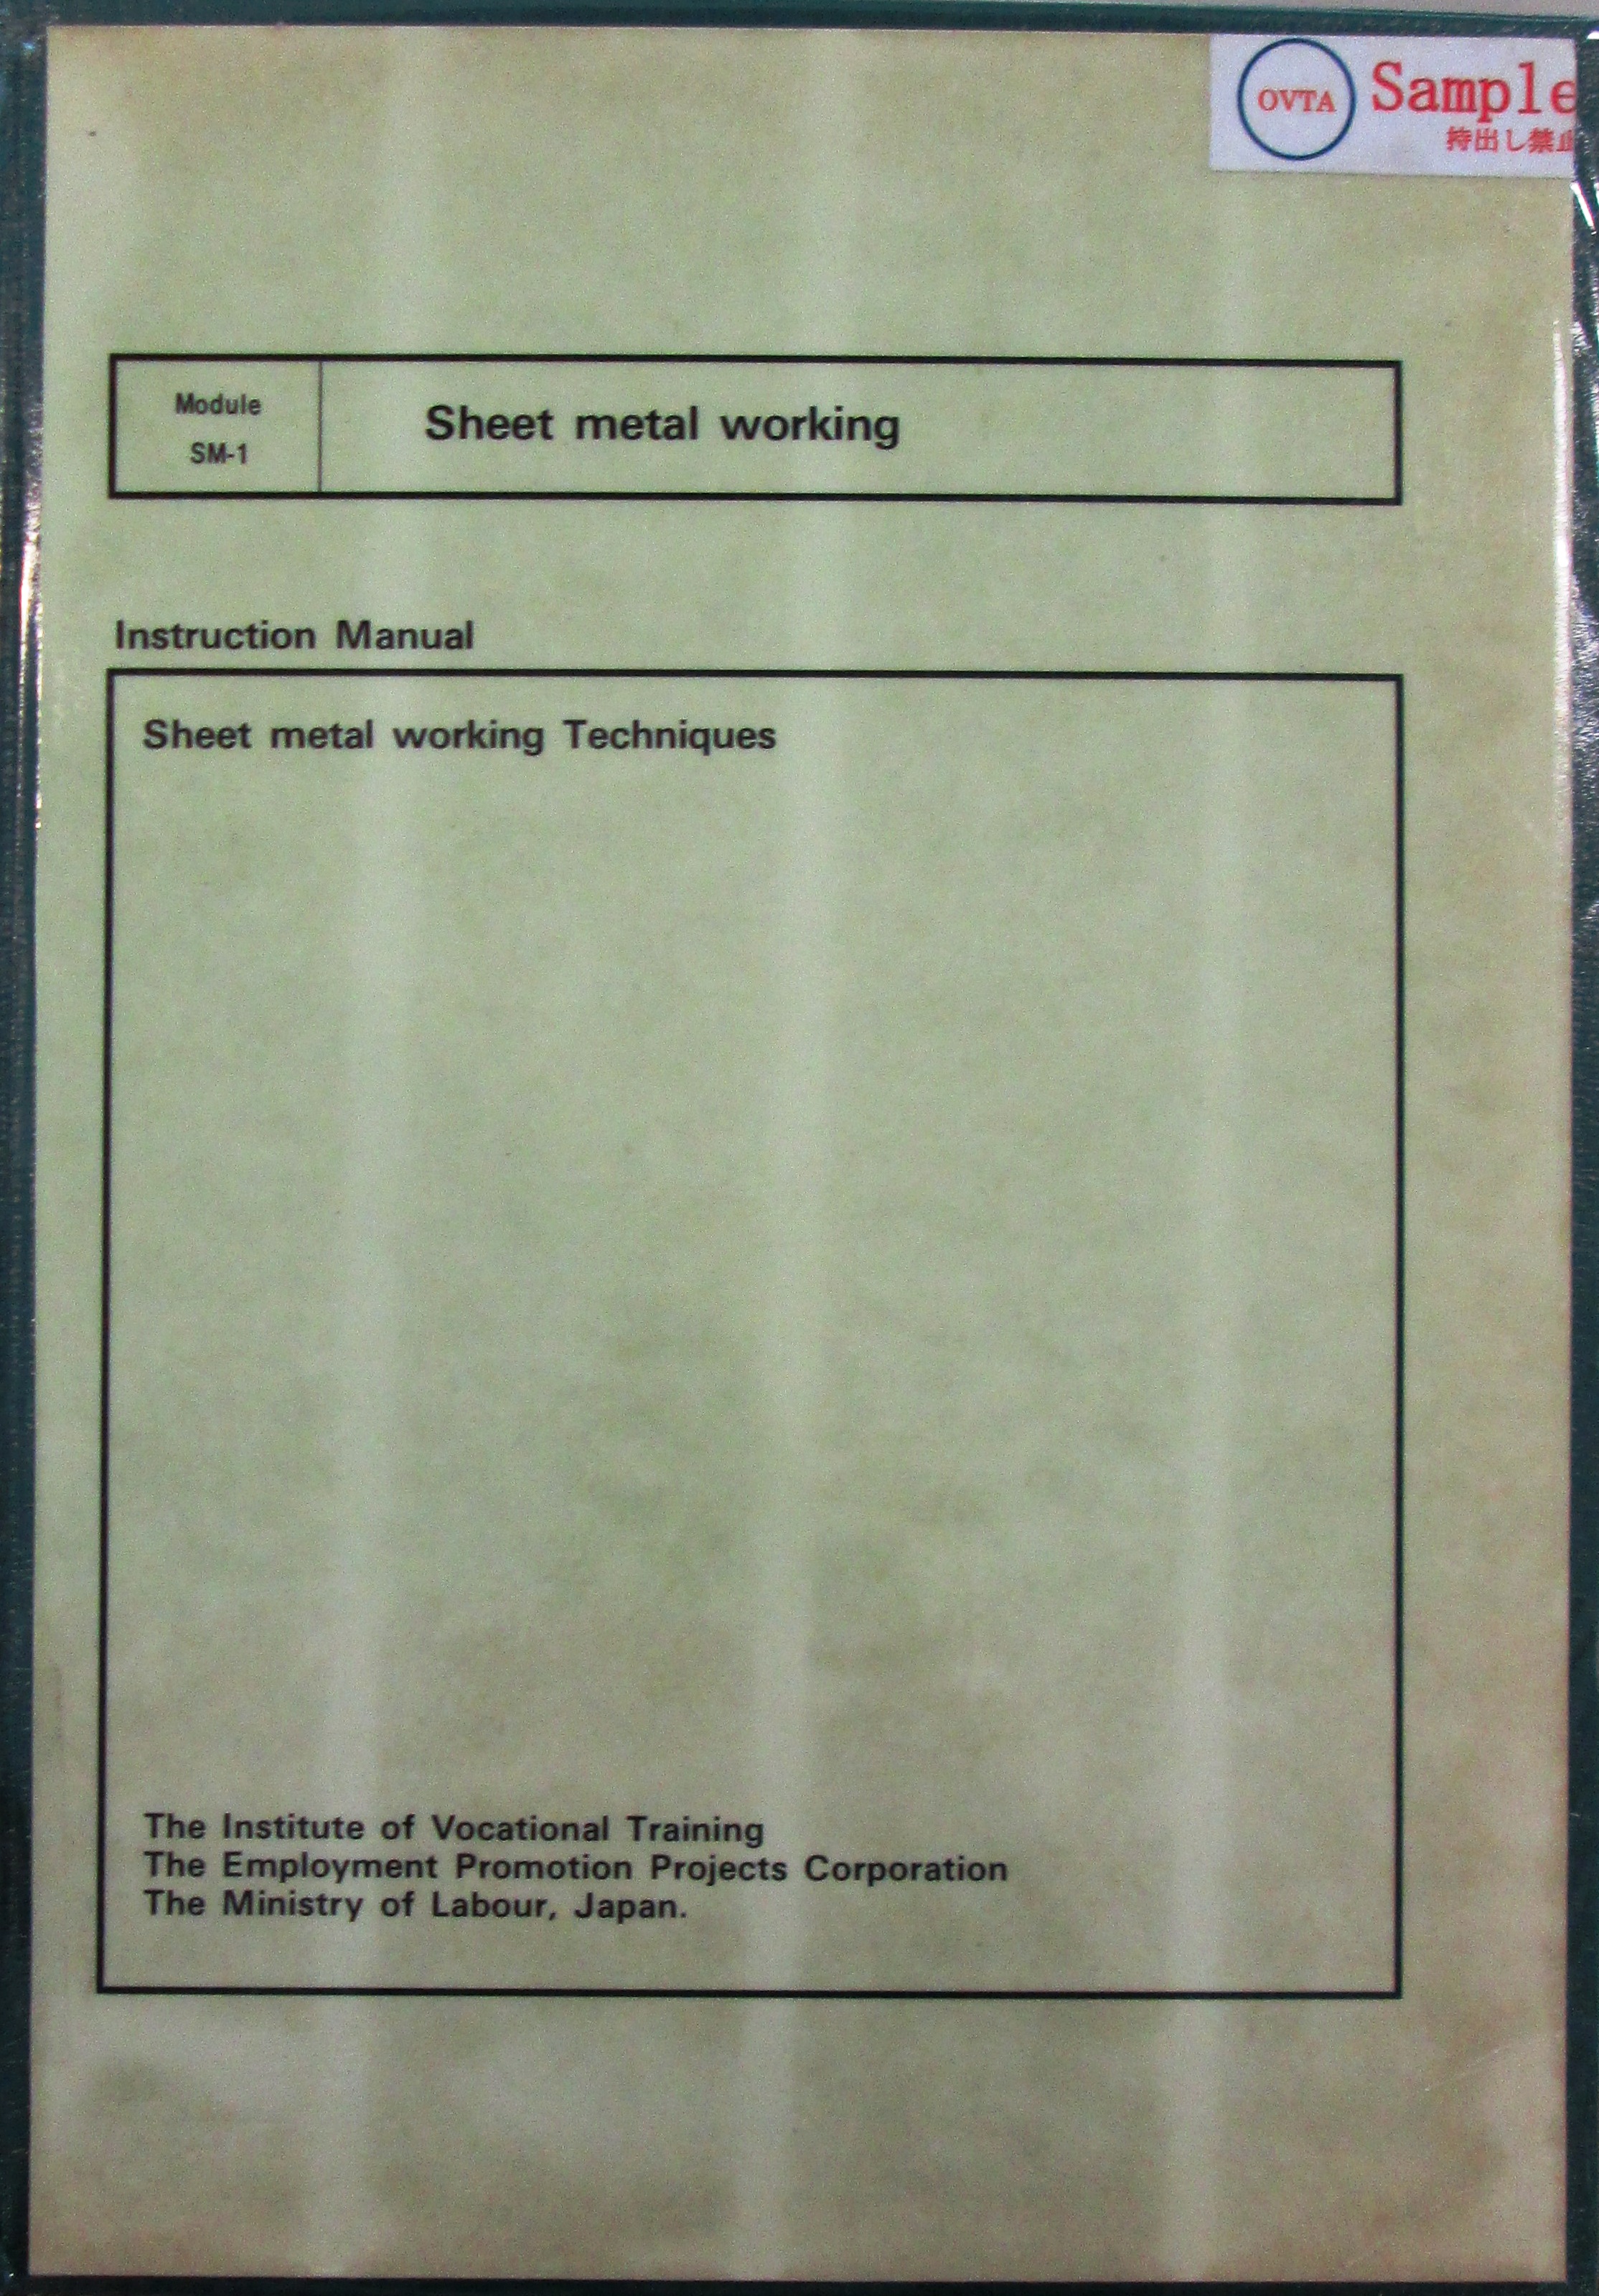 OVTA Sample
持出し禁止
Module
SM-1
Sheet metal working
Instruction Manual
Sheet metal working Techniques
The Institute of Vocational Training
The Employment Promotion Projects Corporation
The Ministry of Labour, Japan.